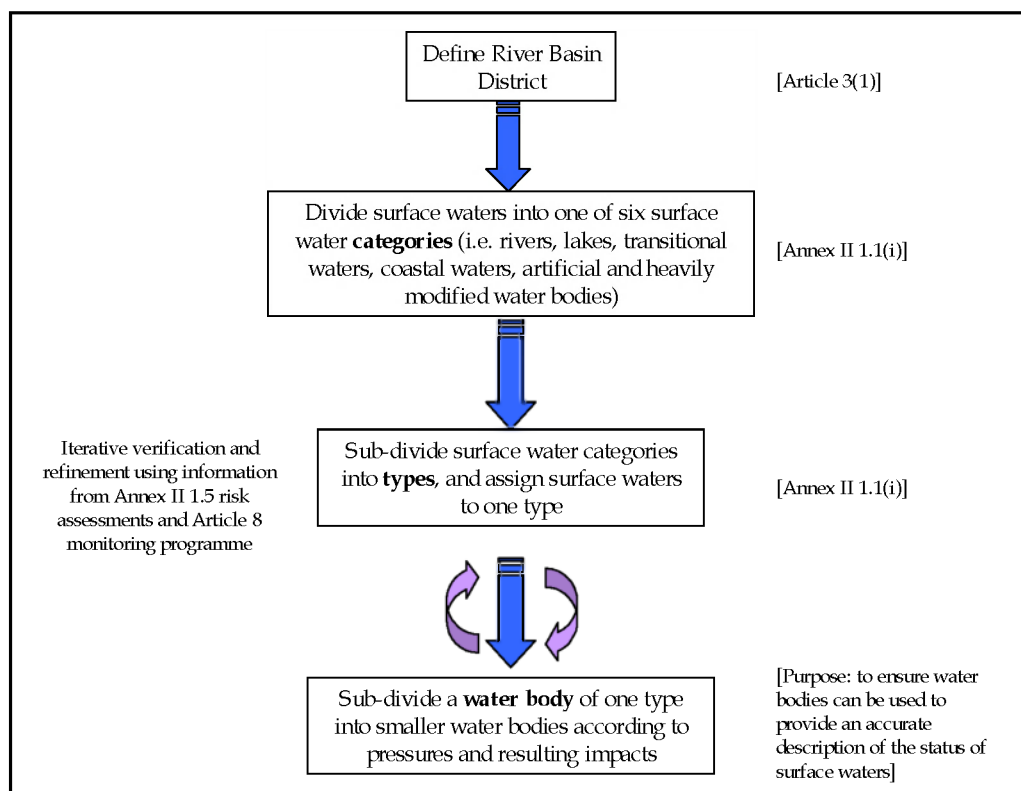 Define River Basin
District
[Article 3(1)]
Divide surface waters into one of six surface
water categories (i.e. rivers, lakes, transitional
waters, coastal waters, artificial and heavily
modified water bodies)
[Annex II 1.1(i)]
Iterative verification and
refinement using information
from Annex II 1.5 risk
assessments and Article 8
monitoring programme
Sub-divide surface water categories
into types, and assign surface waters
to one type
[Annex II 1.1(i)]
Sub-divide a water body of one type
into smaller water bodies according to
pressures and resulting impacts
[Purpose: to ensure water
bodies can be used to
provide an accurate
description of the status of
surface waters]